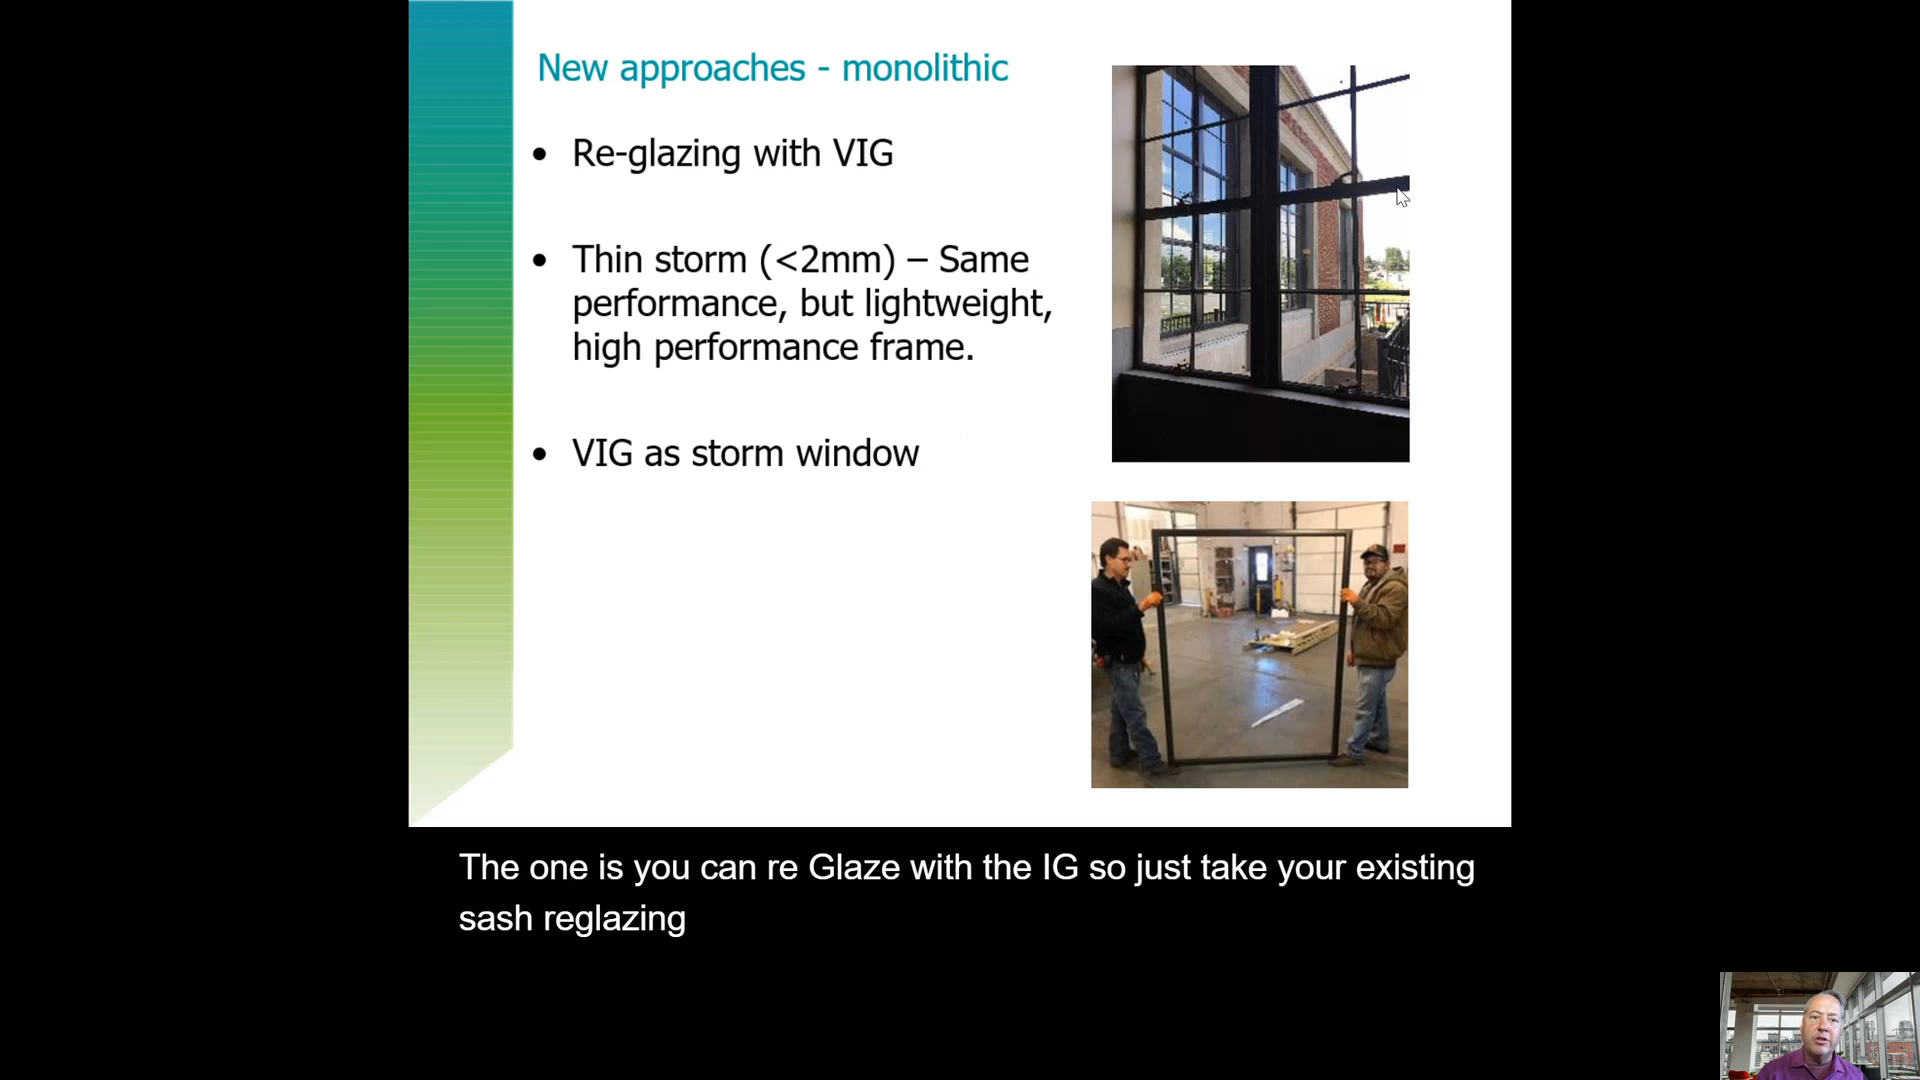 New approaches - monolithic
• Re-glazing with VIG
• Thin storm (<2mm) – Same
performance, but lightweight,
high performance frame.
• VIG as storm window
The one is you can re Glaze with the IG so just take your existing
sash reglazing